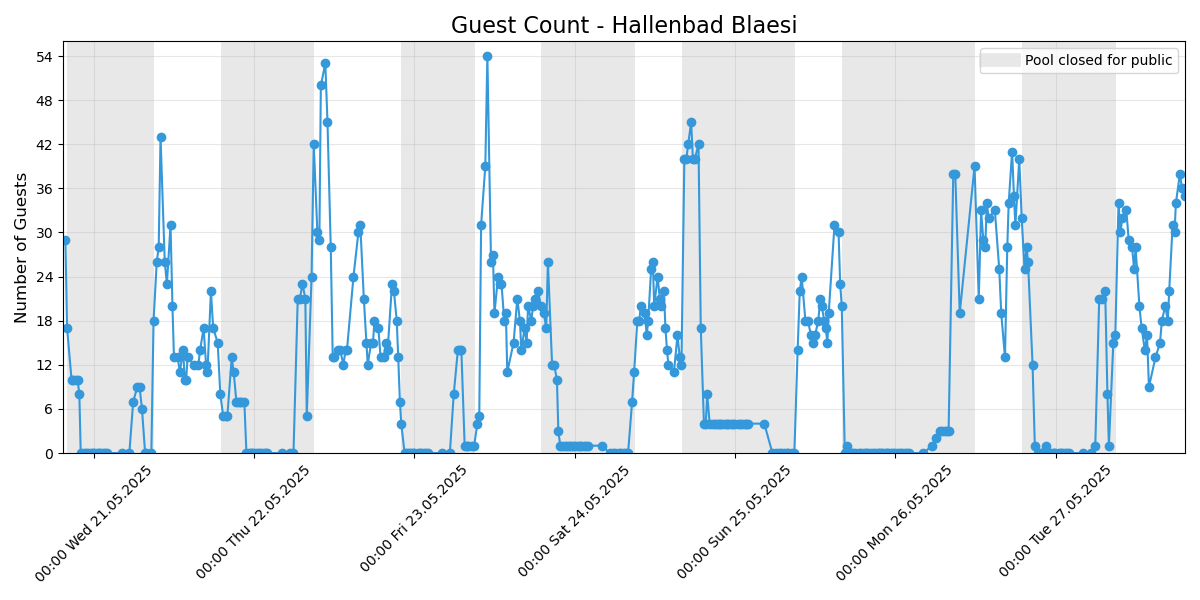 Guest Count - Hallenbad Blaesi
Pool closed for public
Number of Guests
54
48
42
36
30
24
18
12
6
0
00:00 Wed 21.05.2025
00:00 Thu 22.05.2025
00:00 Fri 23.05.2025
00:00 Sat 24.05.2025
00:00 Sun 25.05.2025
00:00 Mon 26.05.2025
00:00 Tue 27.05.2025